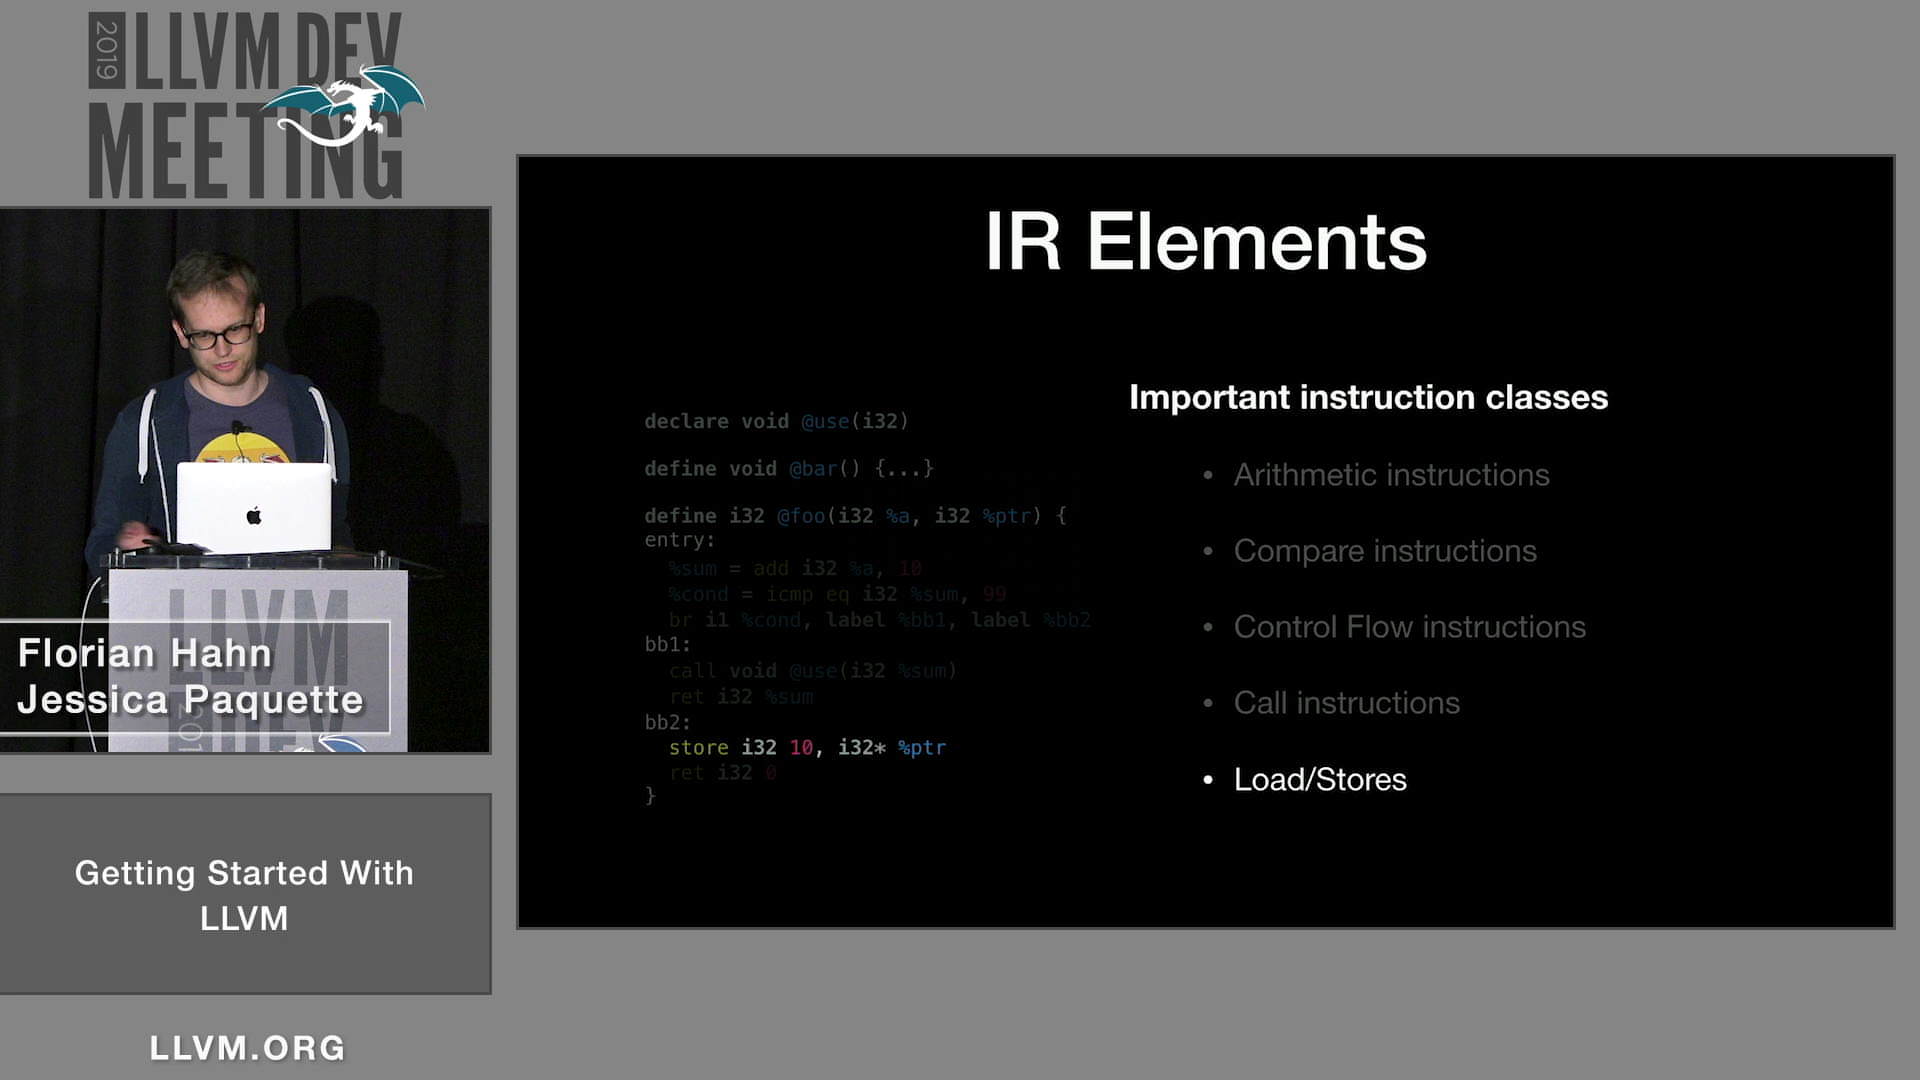 2019 LLVM DEV
MEETING
IR Elements
declare void @use(i32)
define void @bar() {...}
define i32 @foo(i32 %a, i32 %ptr) {
entry:
%sum = add i32 %a, 10
%cond = icmp eq i32 %sum, 99
br i1 %cond, label %bb1, label %bb2
bb1:
call void @use(i32 %sum)
ret i32 %sum
bb2:
store i32 10, i32* %ptr
ret i32 0
}
Important instruction classes
• Arithmetic instructions
• Compare instructions
• Control Flow instructions
• Call instructions
• Load/Stores
LLVM
Florian Hahn
Jessica Paquette
Getting Started With
LLVM
LLVM.ORG